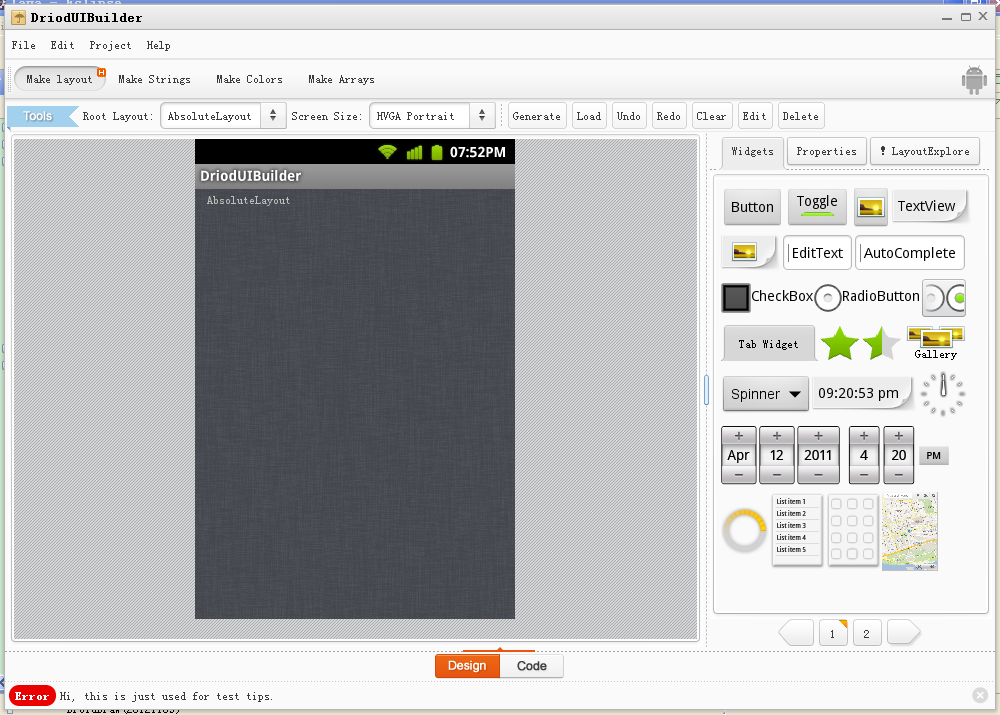 DriodUIBuilder
File Edit Project Help
Make layout Make Strings Make Colors Make Arrays
Tools Root Layout: AbsoluteLayout Screen Size: HVGA Portrait Generate Load Undo Redo Clear Edit Delete
07:52PM
DriodUIBuilder
AbsoluteLayout
Widgets Properties LayoutExplore
Button Toggle TextView
EditText AutoComplete
CheckBox RadioButton
Tab Widget Gallery
Spinner 09:20:53 pm
+ + + + +
Apr 12 2011 4 20 PM
− − − − −
List item 1
List item 2
List item 3
List item 4
List item 5
1 2
Design Code
Error Hi, this is just used for test tips.